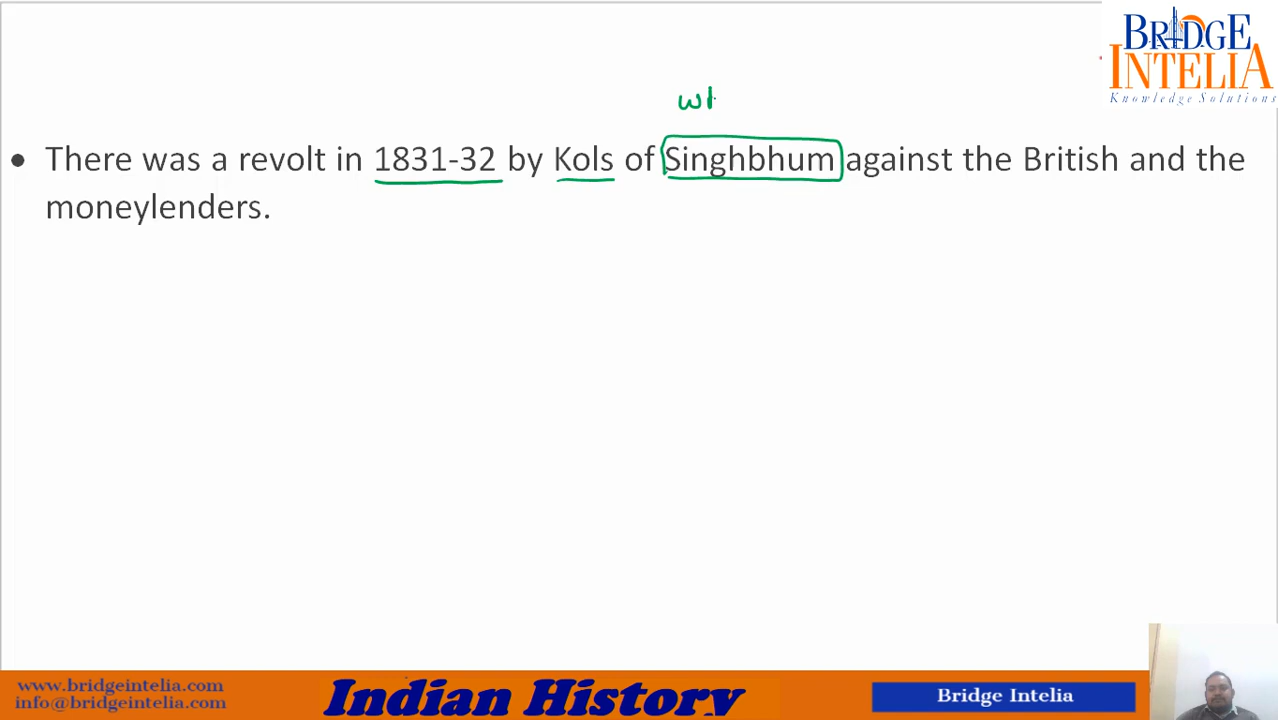 BRIDGE
INTELIA
Knowledge Solutions
• There was a revolt in 1831-32 by Kols of Singhbhum against the British and the
moneylenders.
www.bridgeintelia.com
info@bridgeintelia.com
Indian History
Bridge Intelia